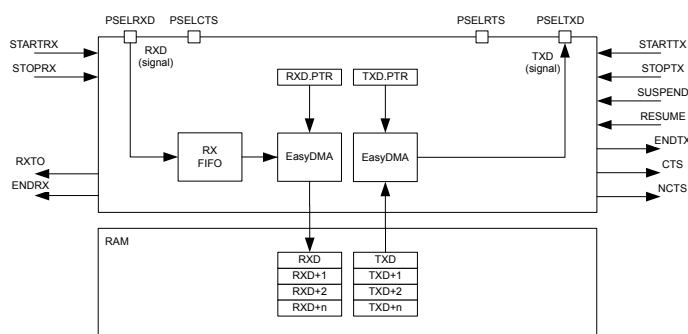 PSELRXD
PSELCTS
PSELRTS
PSELTXD
STARTRX
STOPRX
RXD
(signal)
TXD
(signal)
STARTTX
STOPTX
SUSPEND
RESUME
RXD.PTR
TXD.PTR
RX
FIFO
EasyDMA
EasyDMA
RXTO
ENDRX
ENDTX
CTS
NCTS
RAM
RXD
RXD+1
RXD+2
RXD+n
TXD
TXD+1
TXD+2
TXD+n